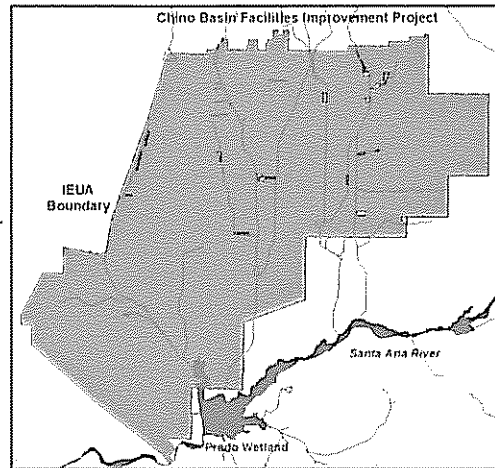 Chino Basin Facilities Improvement Project
IEUA
Boundary
Santa Ana River
Prado Wetland